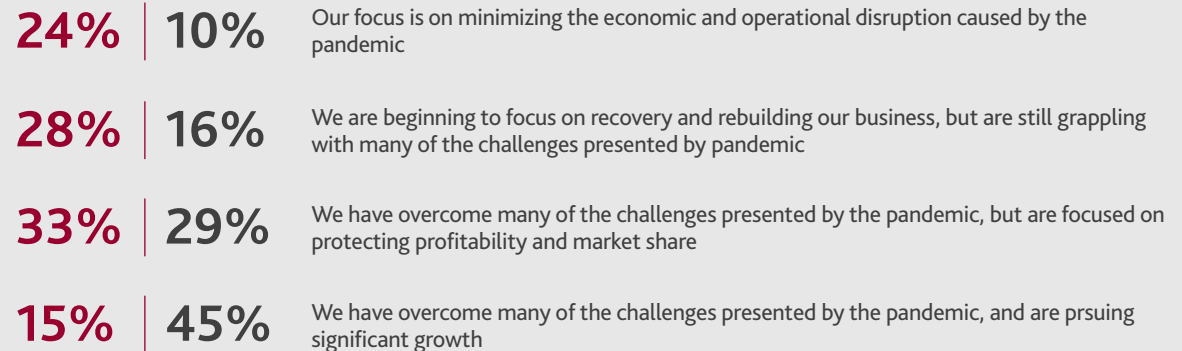 24% 10% Our focus is on minimizing the economic and operational disruption caused by the
pandemic
28% 16% We are beginning to focus on recovery and rebuilding our business, but are still grappling
with many of the challenges presented by pandemic
33% 29% We have overcome many of the challenges presented by the pandemic, but are focused on
protecting profitability and market share
15% 45% We have overcome many of the challenges presented by the pandemic, and are prsuing
significant growth